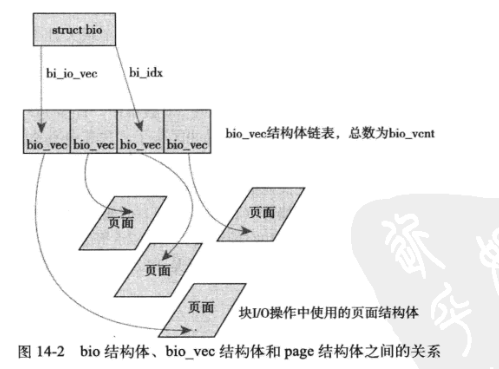 struct bio
bi_io_vec
bi_idx
bio_vec bio_vec bio_vec bio_vec
bio_vec结构体链表，总数为bio_vcnt
页面
页面
页面
页面
块I/O操作中使用的页面结构体
图 14-2 bio 结构体、bio_vec 结构体和 page 结构体之间的关系